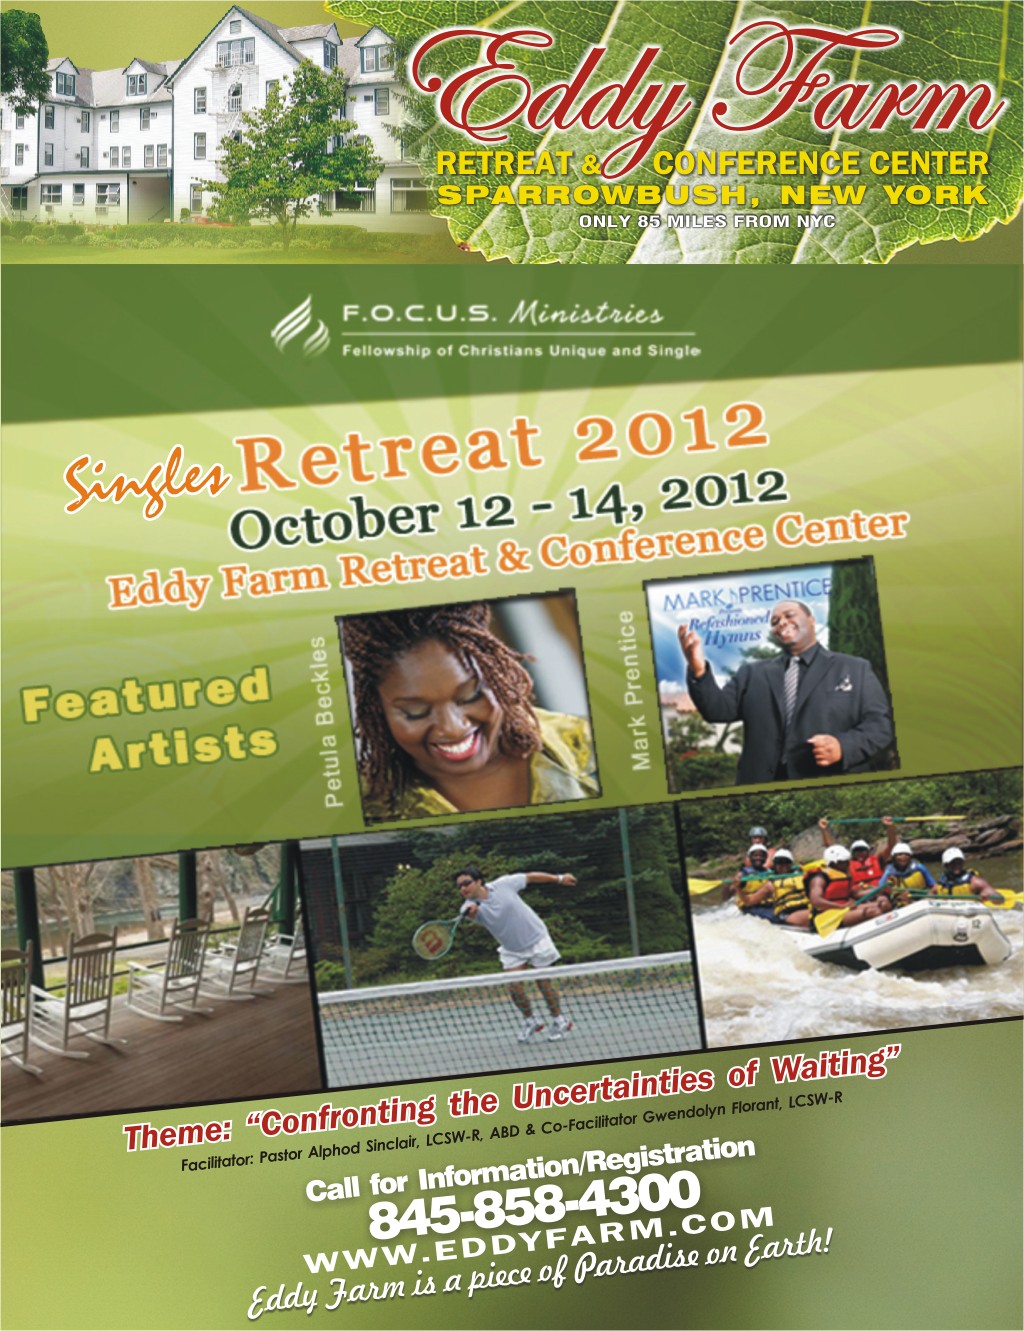 Eddy Farm
RETREAT & CONFERENCE CENTER
SPARROWBUSH, NEW YORK
ONLY 85 MILES FROM NYC
F.O.C.U.S. Ministries
Fellowship of Christians Unique and Single
Singles Retreat 2012
October 12 - 14, 2012
Eddy Farm Retreat & Conference Center
Featured
Artists
Petula Beckles
Mark Prentice
MARK PRENTICE
Refashioned
Hymns
Theme: “Confronting the Uncertainties of Waiting”
Facilitator: Pastor Alphod Sinclair, LCSW-R, ABD & Co-Facilitator Gwendolyn Florant, LCSW-R
Call for Information/Registration
845-858-4300
WWW.EDDYFARM.COM
Eddy Farm is a piece of Paradise on Earth!